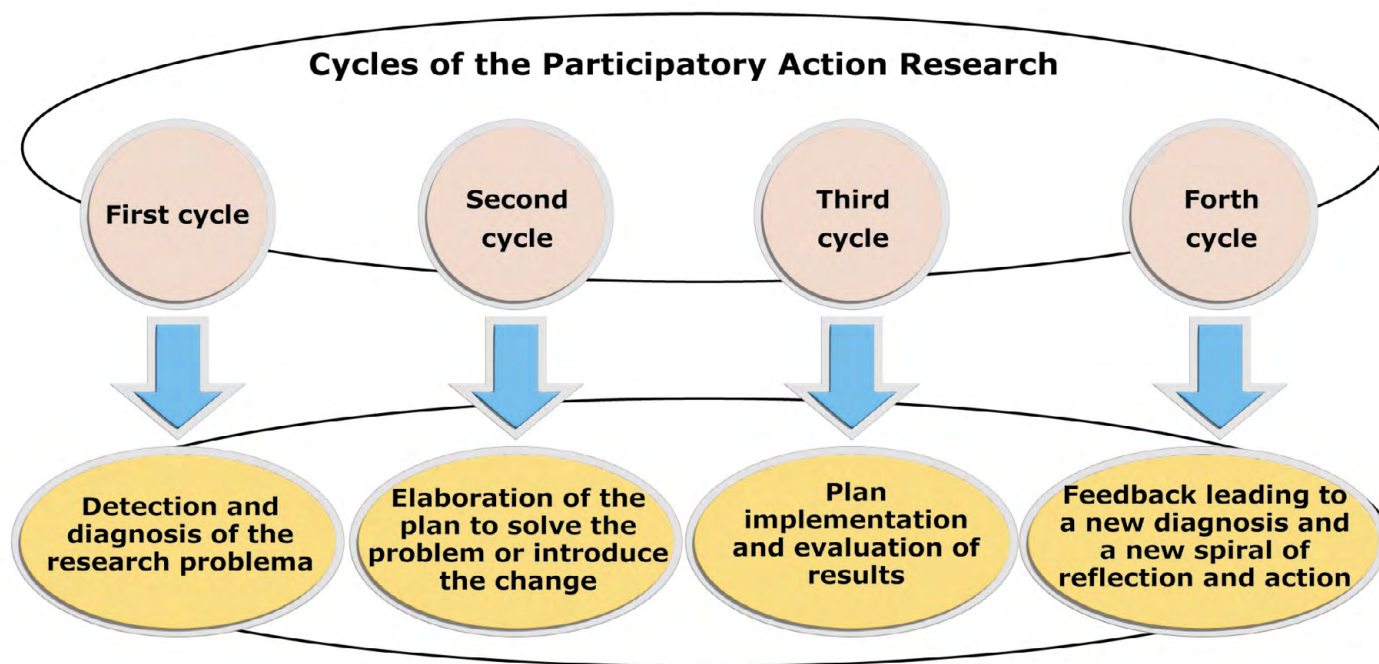 Cycles of the Participatory Action Research
First cycle
Second
cycle
Third
cycle
Forth
cycle
Detection and
diagnosis of the
research problema
Elaboration of the
plan to solve the
problem or introduce
the change
Plan
implementation
and evaluation of
results
Feedback leading to
a new diagnosis and
a new spiral of
reflection and action